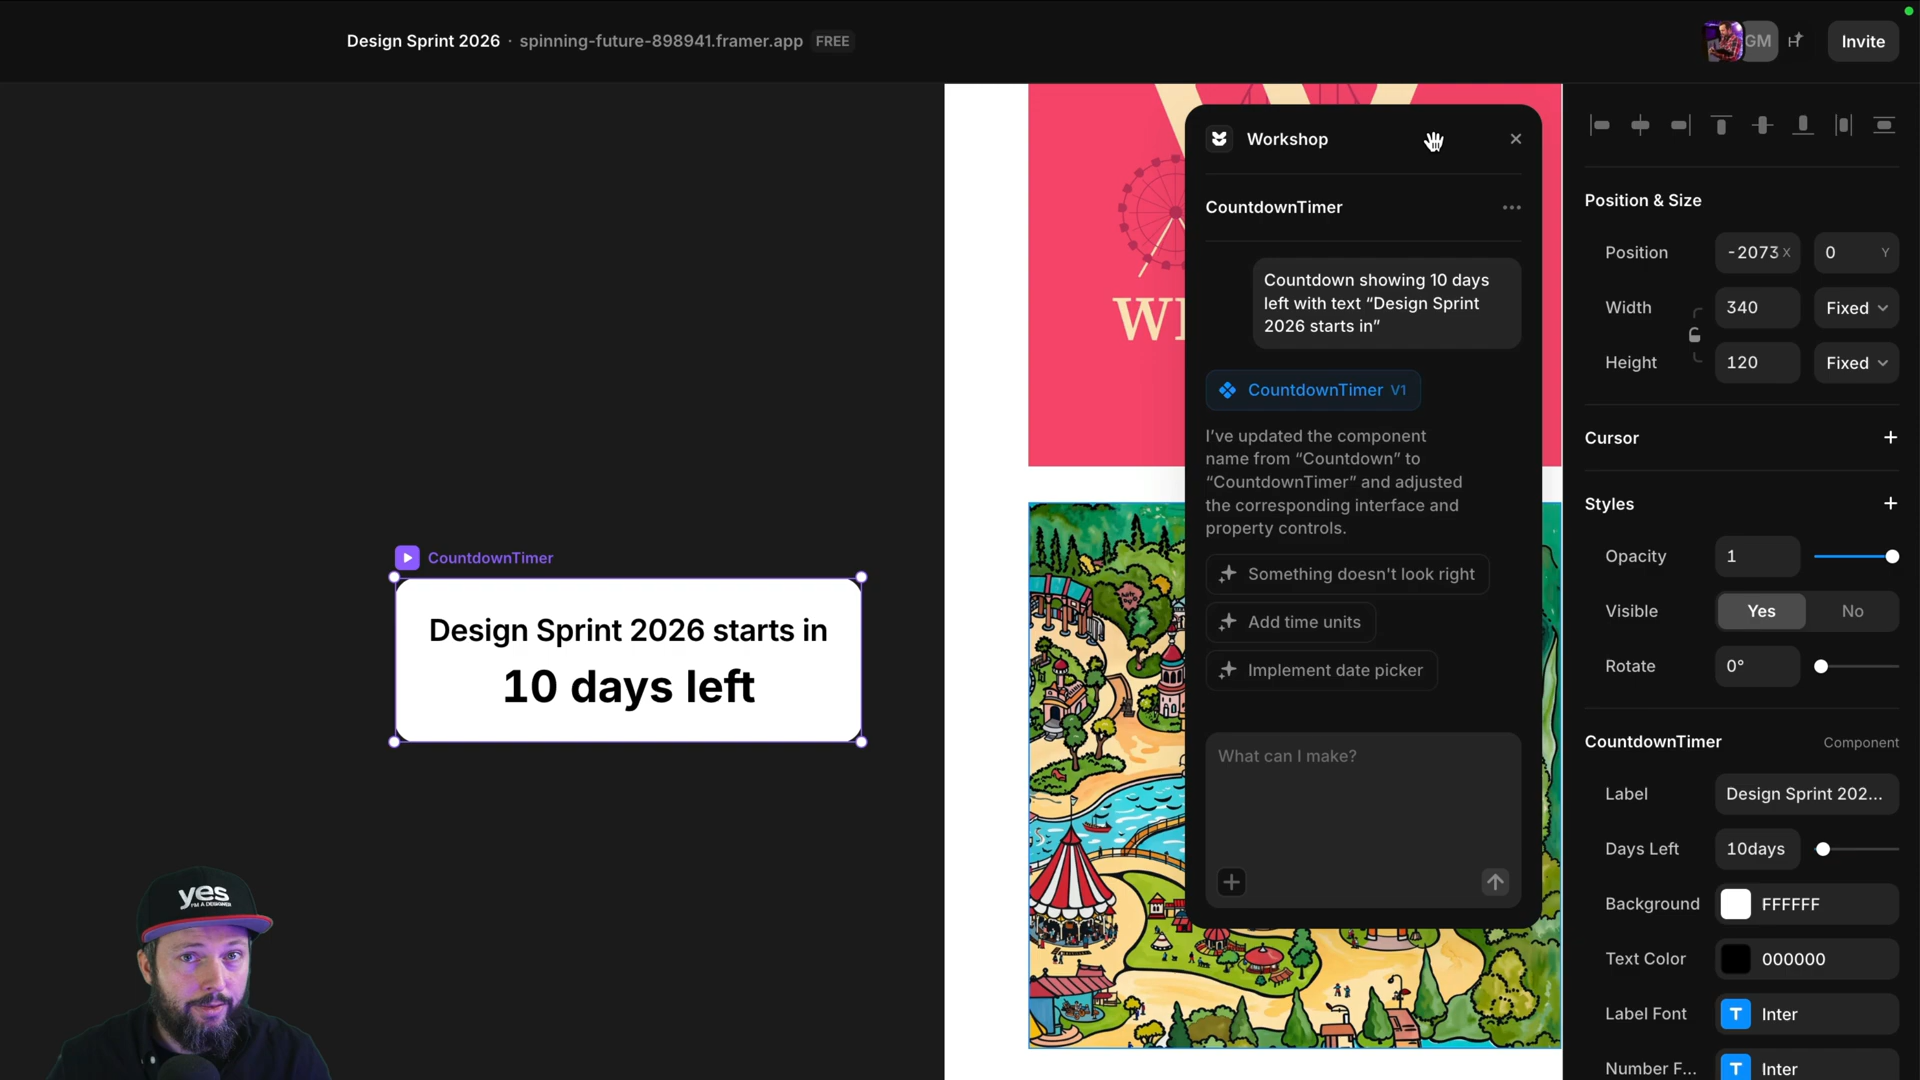 Design Sprint 2026 · spinning-future-898941.framer.app FREE
GM
Invite
Workshop
CountdownTimer
Countdown showing 10 days
left with text “Design Sprint
2026 starts in”
CountdownTimer V1
I’ve updated the component
name from “Countdown” to
“CountdownTimer” and adjusted
the corresponding interface and
property controls.
Something doesn't look right
Add time units
Implement date picker
What can I make?
CountdownTimer
Design Sprint 2026 starts in
10 days left
yes
I'M A DESIGNER
Position & Size
Position -2073 X 0 Y
Width 340 Fixed
Height 120 Fixed
Cursor
Styles
Opacity 1
Visible Yes No
Rotate 0°
CountdownTimer Component
Label Design Sprint 202...
Days Left 10days
Background FFFFFF
Text Color 000000
Label Font T Inter
Number F... T Inter